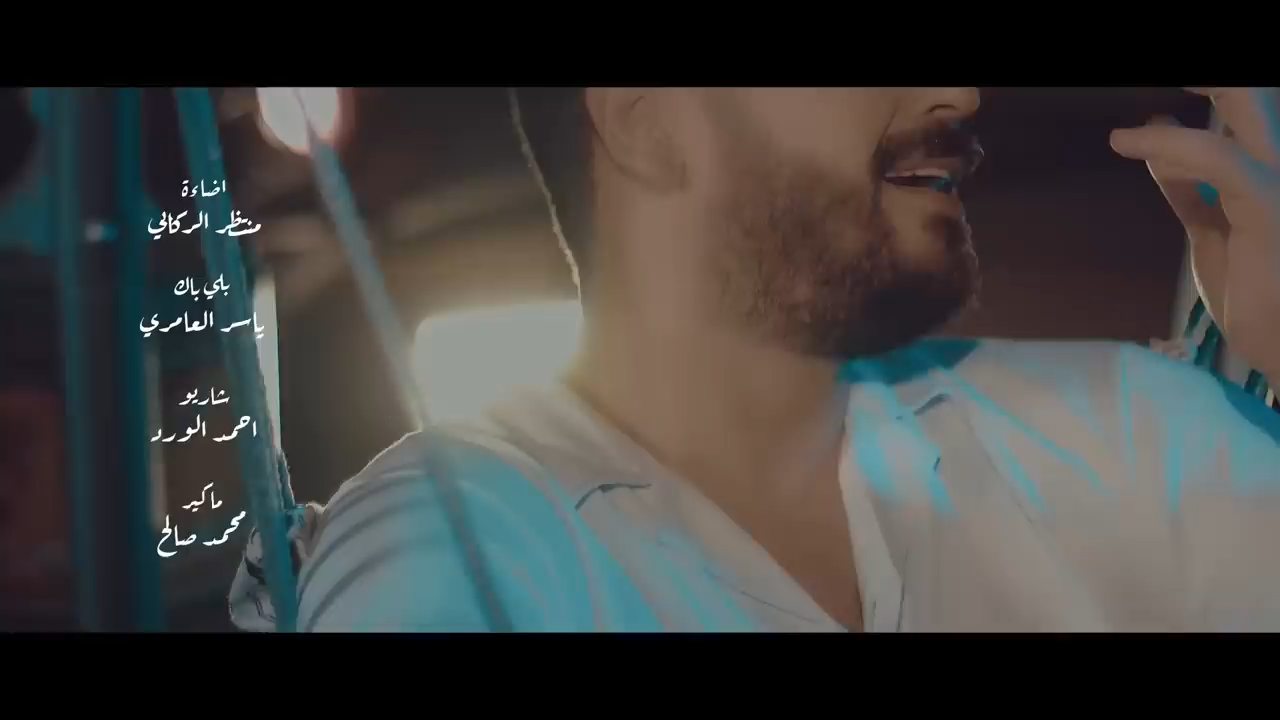 اضاءة
منتظر الركابي
بلي باك
ياسر العامري
شاريو
احمد الورد
ماكير
محمد صالح